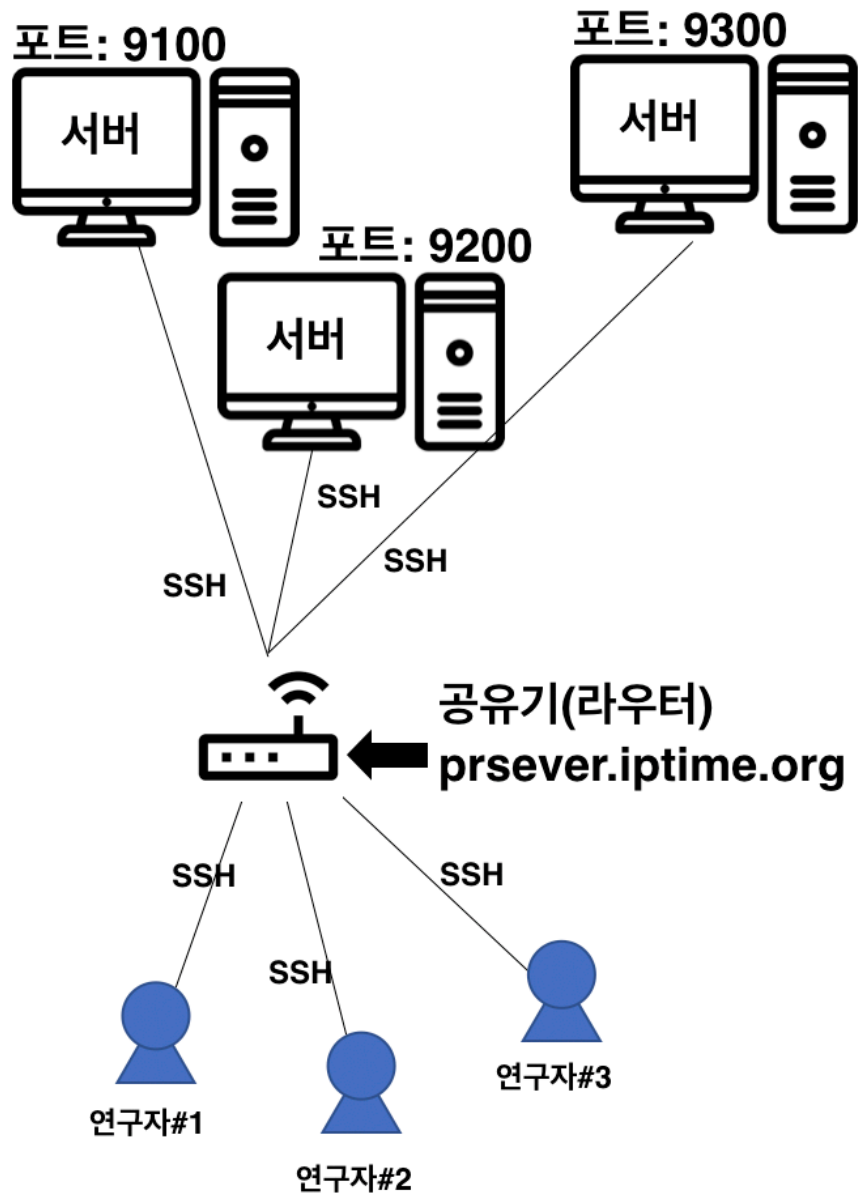 포트: 9100
포트: 9300
서버
서버
포트: 9200
서버
SSH
SSH
SSH
공유기(라우터)
prsever.iptime.org
SSH
SSH
SSH
연구자#1
연구자#2
연구자#3